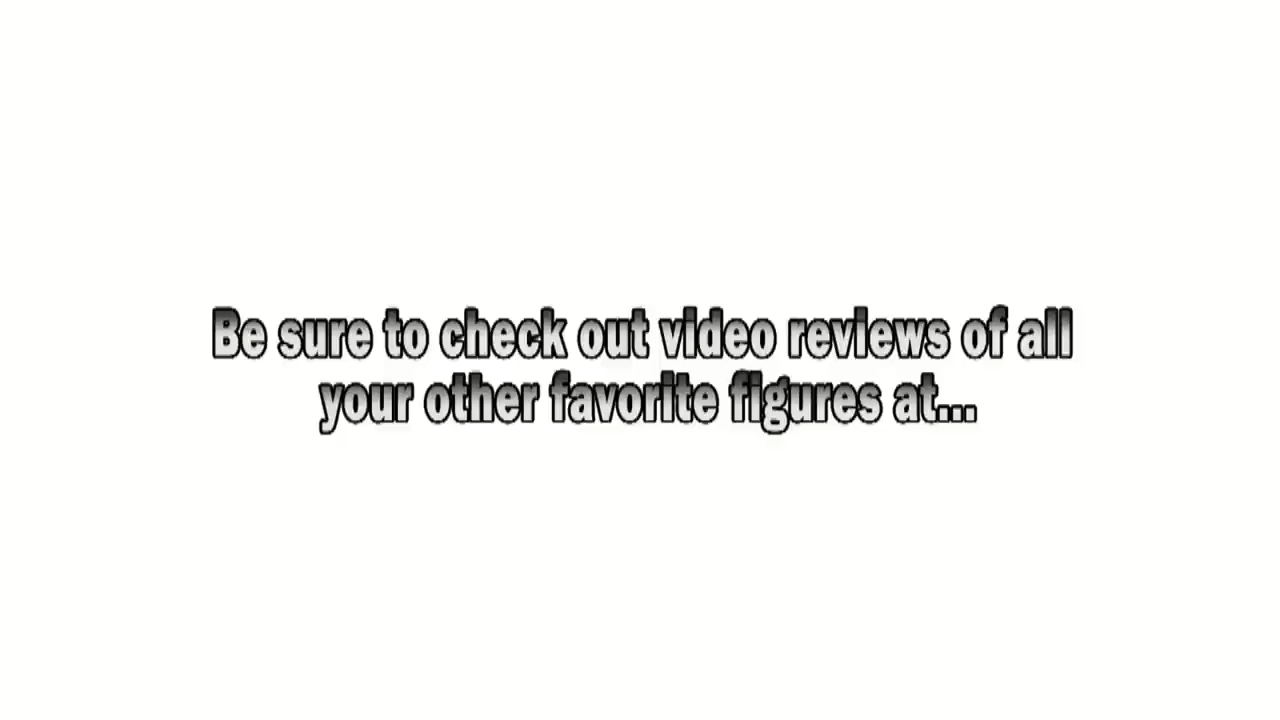 Be sure to check out video reviews of all
your other favorite figures at...